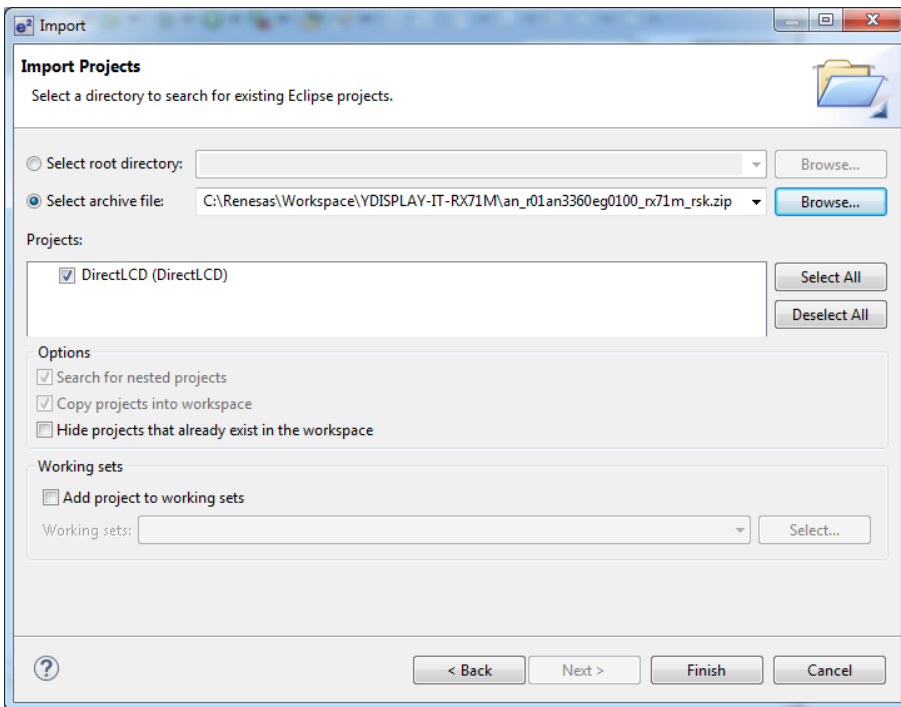 e² Import
Import Projects
Select a directory to search for existing Eclipse projects.
Select root directory: Browse...
Select archive file: C:\Renesas\Workspace\YDISPLAY-IT-RX71M\an_r01an3360eg0100_rx71m_rsk.zip Browse...
Projects:
DirectLCD (DirectLCD) Select All
Deselect All
Options
Search for nested projects
Copy projects into workspace
Hide projects that already exist in the workspace
Working sets
Add project to working sets
Working sets: Select...
? < Back Next > Finish Cancel